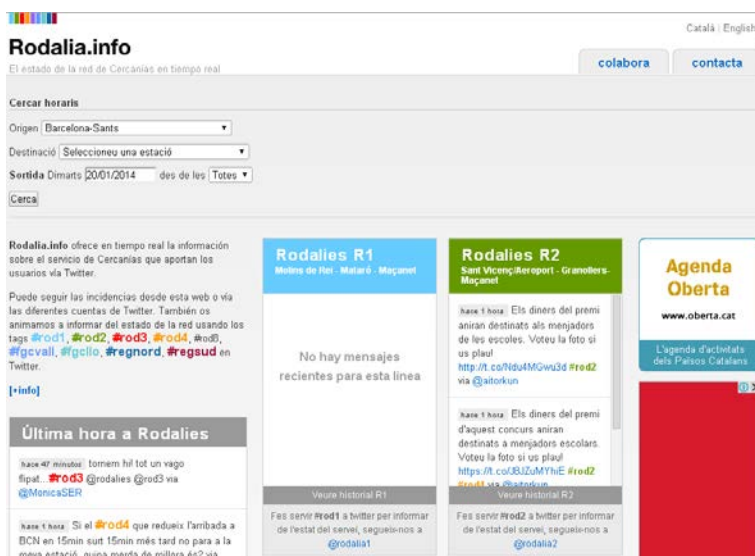 Català | English
Rodalia.info
El estado de la red de Cercanías en tiempo real
colabora
contacta
Cercar horaris
Origen Barcelona-Sants
Destinació Seleccioneu una estació
Sortida Dimarts 20/01/2014 des de les Totes
Cerca
Rodalia.info ofrece en tiempo real la información
sobre el servicio de Cercanías que aportan los
usuarios vía Twitter.
Puede seguir las incidencias desde esta web o vía
las diferentes cuentas de Twitter. También os
animamos a informar del estado de la red usando los
tags #rod1, #rod2, #rod3, #rod4, #rod8,
#fgcvall, #fgcllo, #regnord, #regsud en
Twitter.
[+info]
Última hora a Rodalies
hace 47 minutos tornem hi! tot un vago
flipat...#rod3 @rodalies @rod3 via
@MonicaSER
hace 1 hora Si el #rod4 que redueix l'arribada a
BCN en 15min surt 15min més tard no para a la
meva estació, quina merda de millora és? via
Rodalies R1
Molins de Rei - Mataró - Maçanet
No hay mensajes
recientes para esta línea
Veure historial R1
Fes servir #rod1 a twitter per informar
de l'estat del servei, segueix-nos a
@rodalia1
Rodalies R2
Sant Vicenç/Aeroport - Granollers-
Maçanet
hace 1 hora Els diners del premi
aniran destinats als menjadors
de les escoles. Voteu la foto si
us plau!
http://t.co/Ndu4MGwu3d #rod2
via @aitorkun
hace 1 hora Els diners del premi
d'aquest concurs aniran
destinats a menjadors escolars.
Voteu la foto si us plau!
https://t.co/J8JZuMYhiE #rod2
#rod4 via @aitorkun
Veure historial R2
Fes servir #rod2 a twitter per informar
de l'estat del servei, segueix-nos a
@rodalia2
Agenda
Oberta
www.oberta.cat
L'agenda d'activitats
dels Països Catalans